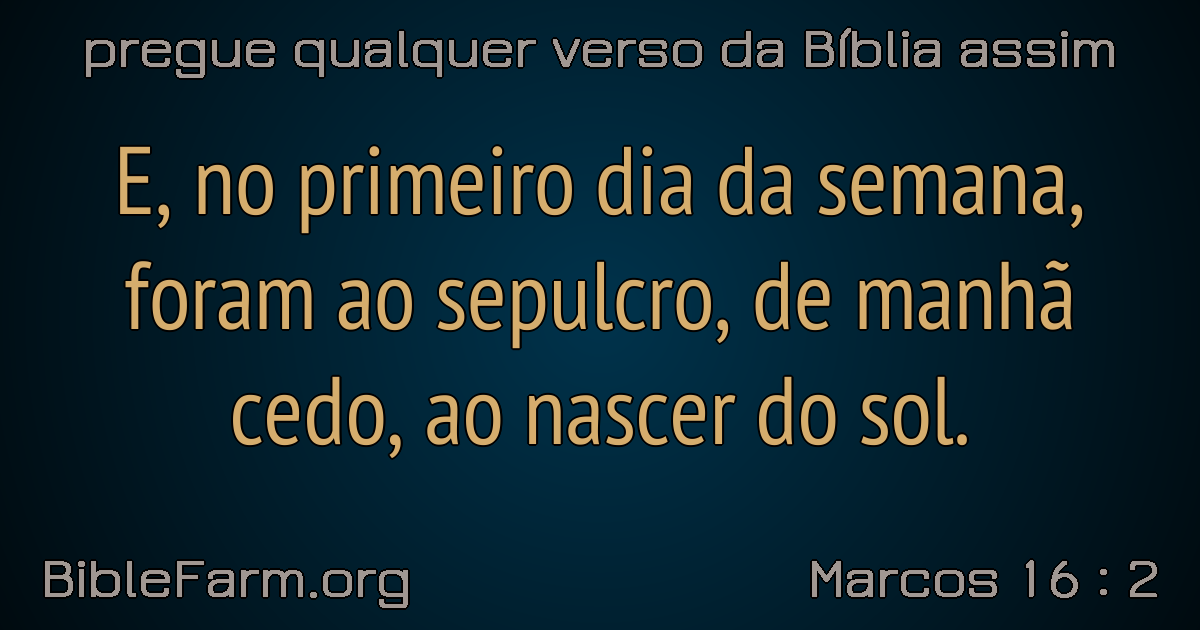 pregue qualquer verso da Bíblia assim
E, no primeiro dia da semana,
foram ao sepulcro, de manhã
cedo, ao nascer do sol.
BibleFarm.org
Marcos 16 : 2